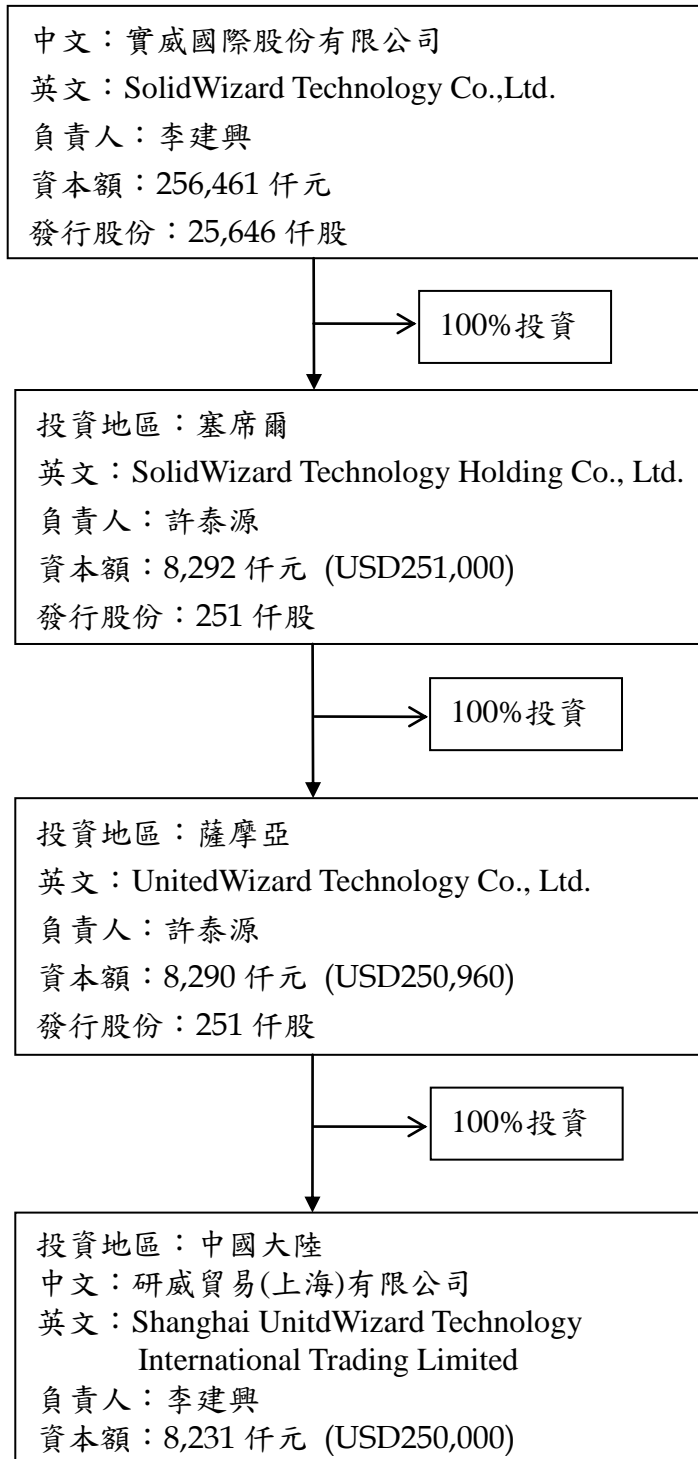 中文：實威國際股份有限公司
英文：SolidWizard Technology Co.,Ltd.
負責人：李建興
資本額：256,461 仟元
發行股份：25,646 仟股
100%投資
投資地區：塞席爾
英文：SolidWizard Technology Holding Co., Ltd.
負責人：許泰源
資本額：8,292 仟元 (USD251,000)
發行股份：251 仟股
100%投資
投資地區：薩摩亞
英文：UnitedWizard Technology Co., Ltd.
負責人：許泰源
資本額：8,290 仟元 (USD250,960)
發行股份：251 仟股
100%投資
投資地區：中國大陸
中文：研威貿易(上海)有限公司
英文：Shanghai UnitdWizard Technology
International Trading Limited
負責人：李建興
資本額：8,231 仟元 (USD250,000)